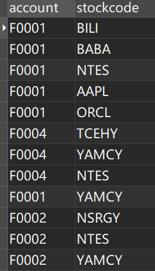 account stockcode
F0001 BILI
F0001 BABA
F0001 NTES
F0001 AAPL
F0001 ORCL
F0004 TCEHY
F0004 YAMCY
F0004 NTES
F0001 YAMCY
F0002 NSRGY
F0002 NTES
F0002 YAMCY